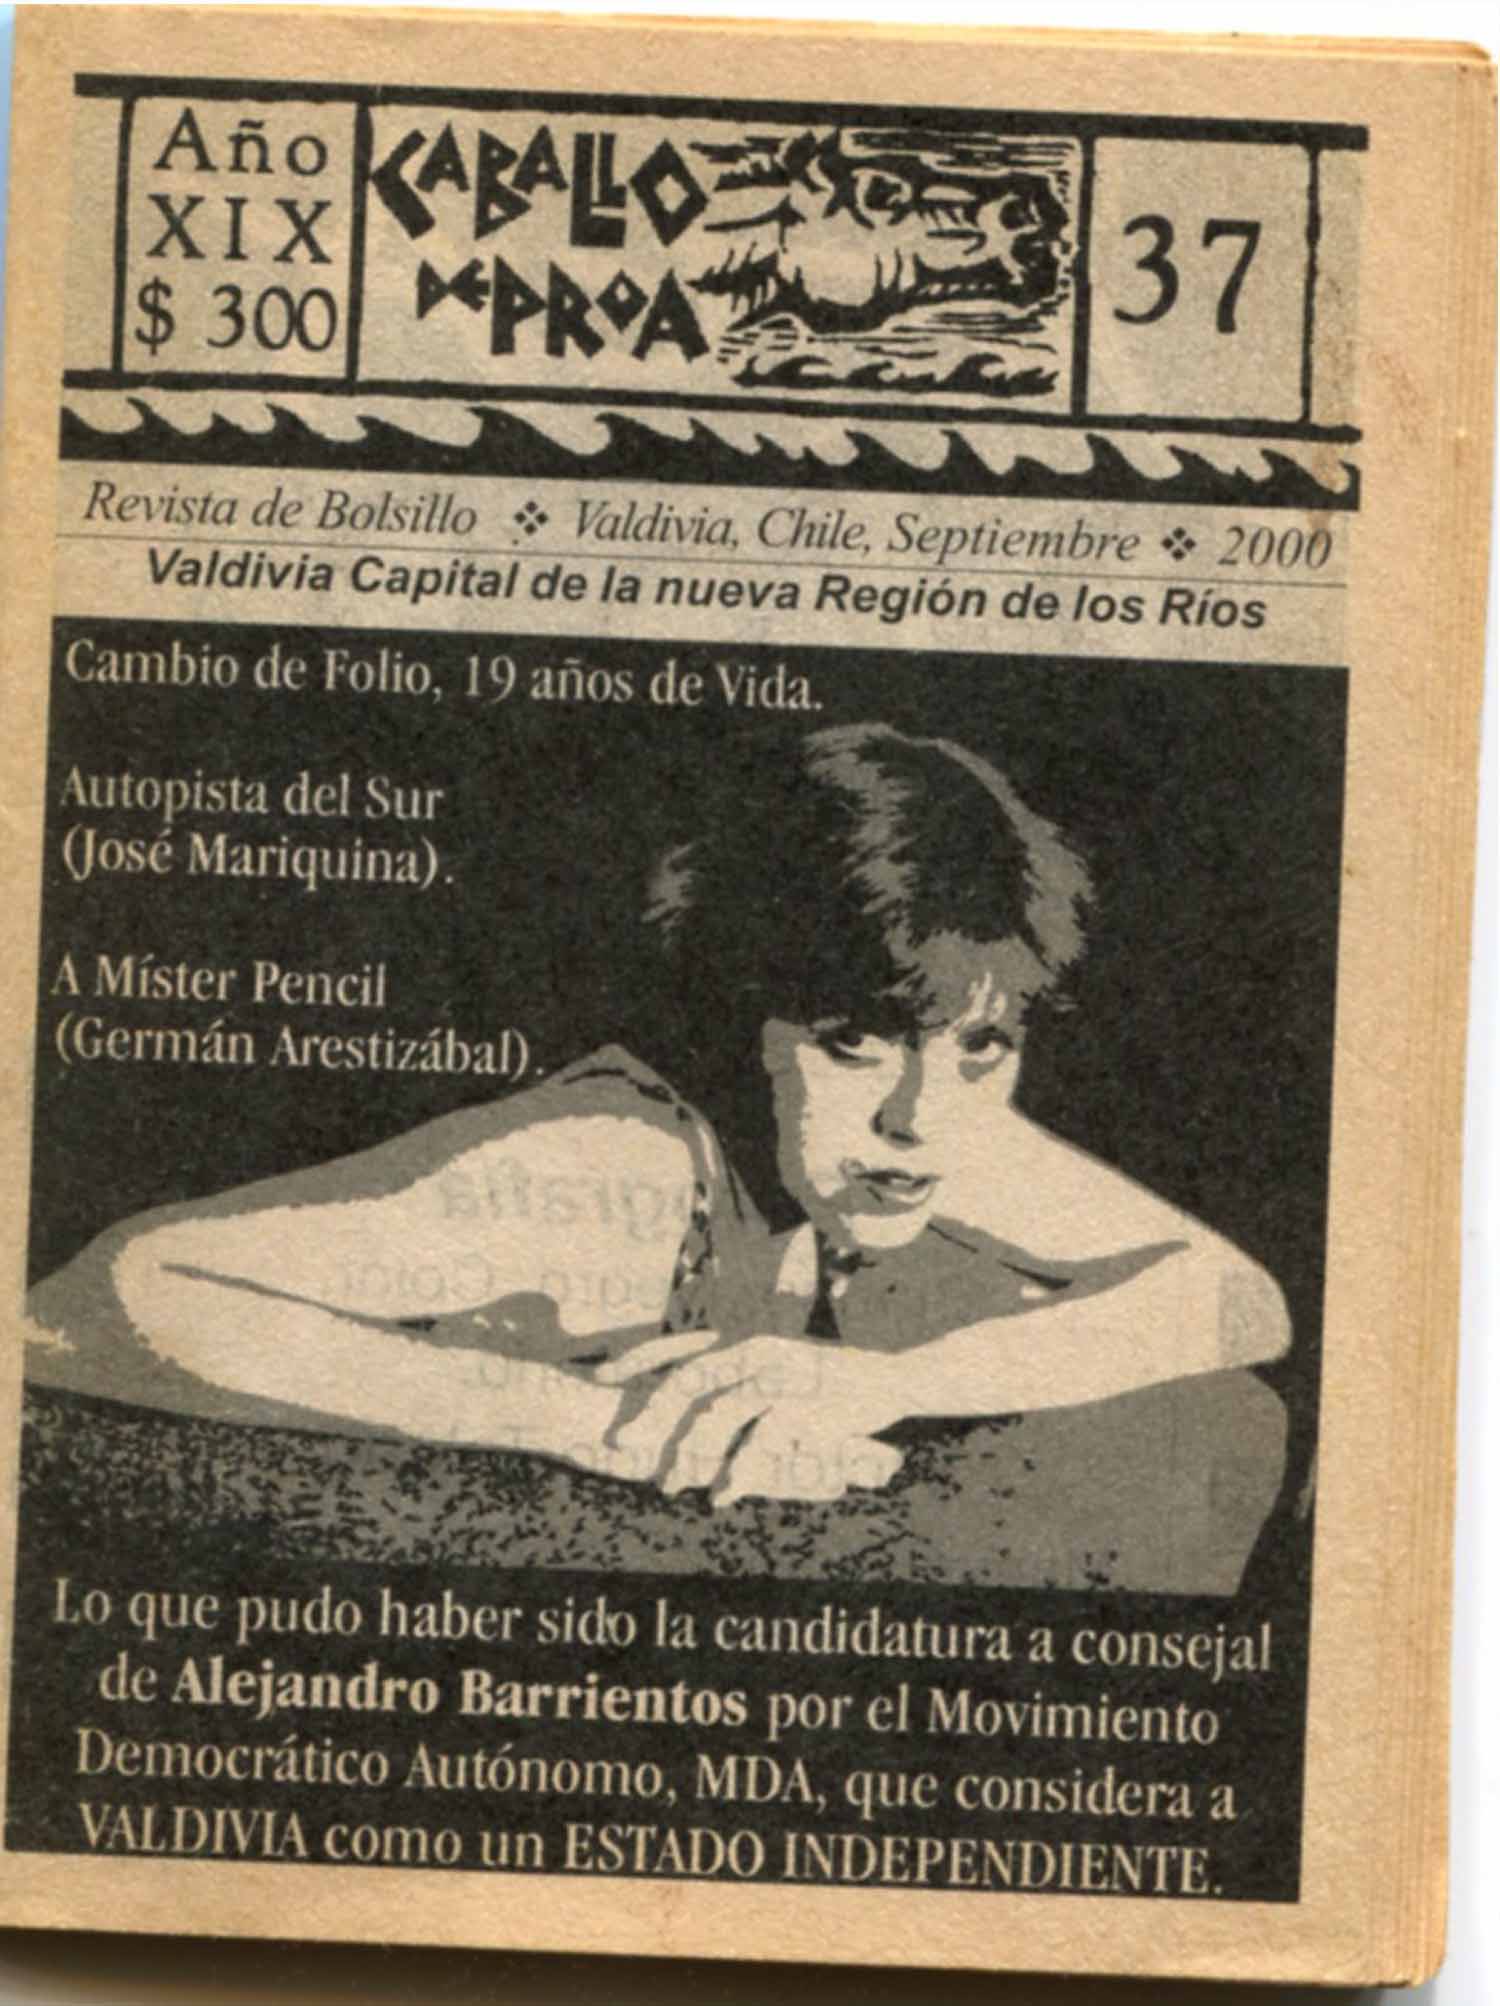 Año
XIX
$ 300
CABALLO
DE PROA
37
Revista de Bolsillo ❖ Valdivia, Chile, Septiembre ❖ 2000
Valdivia Capital de la nueva Región de los Ríos
Cambio de Folio, 19 años de Vida.
Autopista del Sur
(José Mariquina).
A Míster Pencil
(Germán Arestizábal).
Lo que pudo haber sido la candidatura a consejal
de Alejandro Barrientos por el Movimiento
Democrático Autónomo, MDA, que considera a
VALDIVIA como un ESTADO INDEPENDIENTE.